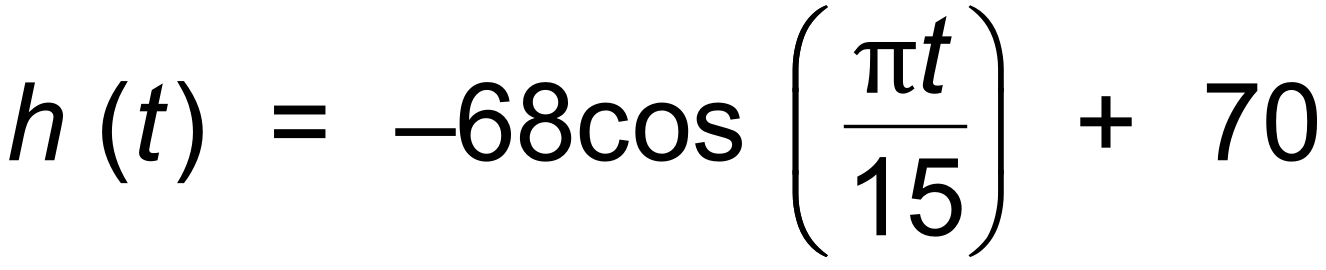 h (t) = –68cos (πt/15) + 70